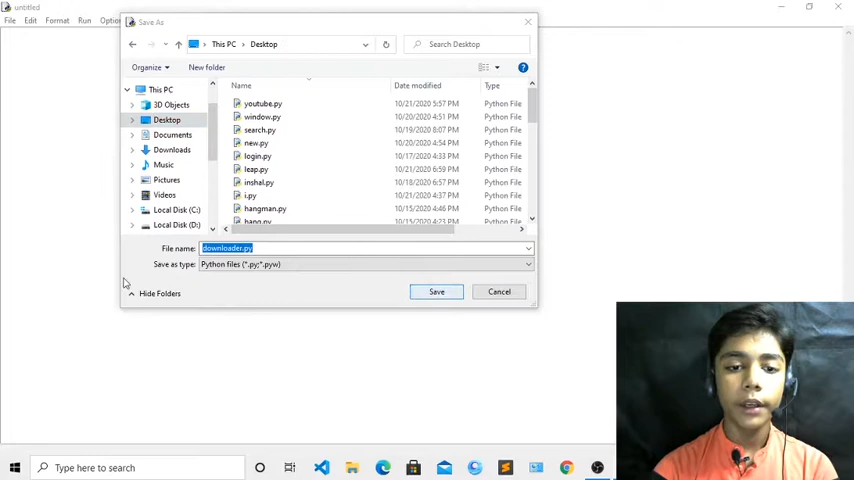 untitled
File Edit Format Run
Save As
This PC Desktop
Search Desktop
Organize New folder
Name Date modified Type
This PC
3D Objects
Desktop
Documents
Downloads
Music
Pictures
Videos
Local Disk (C:)
Local Disk (D:)
youtube.py 10/21/2020 5:57 PM Python File
window.py 10/20/2020 4:51 PM Python File
search.py 10/19/2020 8:07 PM Python File
new.py 10/20/2020 4:54 PM Python File
login.py 10/17/2020 4:33 PM Python File
leap.py 10/21/2020 6:59 PM Python File
inshal.py 10/18/2020 6:57 PM Python File
i.py 10/21/2020 4:37 PM Python File
hangman.py 10/15/2020 4:46 PM Python File
File name: downloader.py
Save as type: Python files (*.py;*.pyw)
Hide Folders Save Cancel
Type here to search